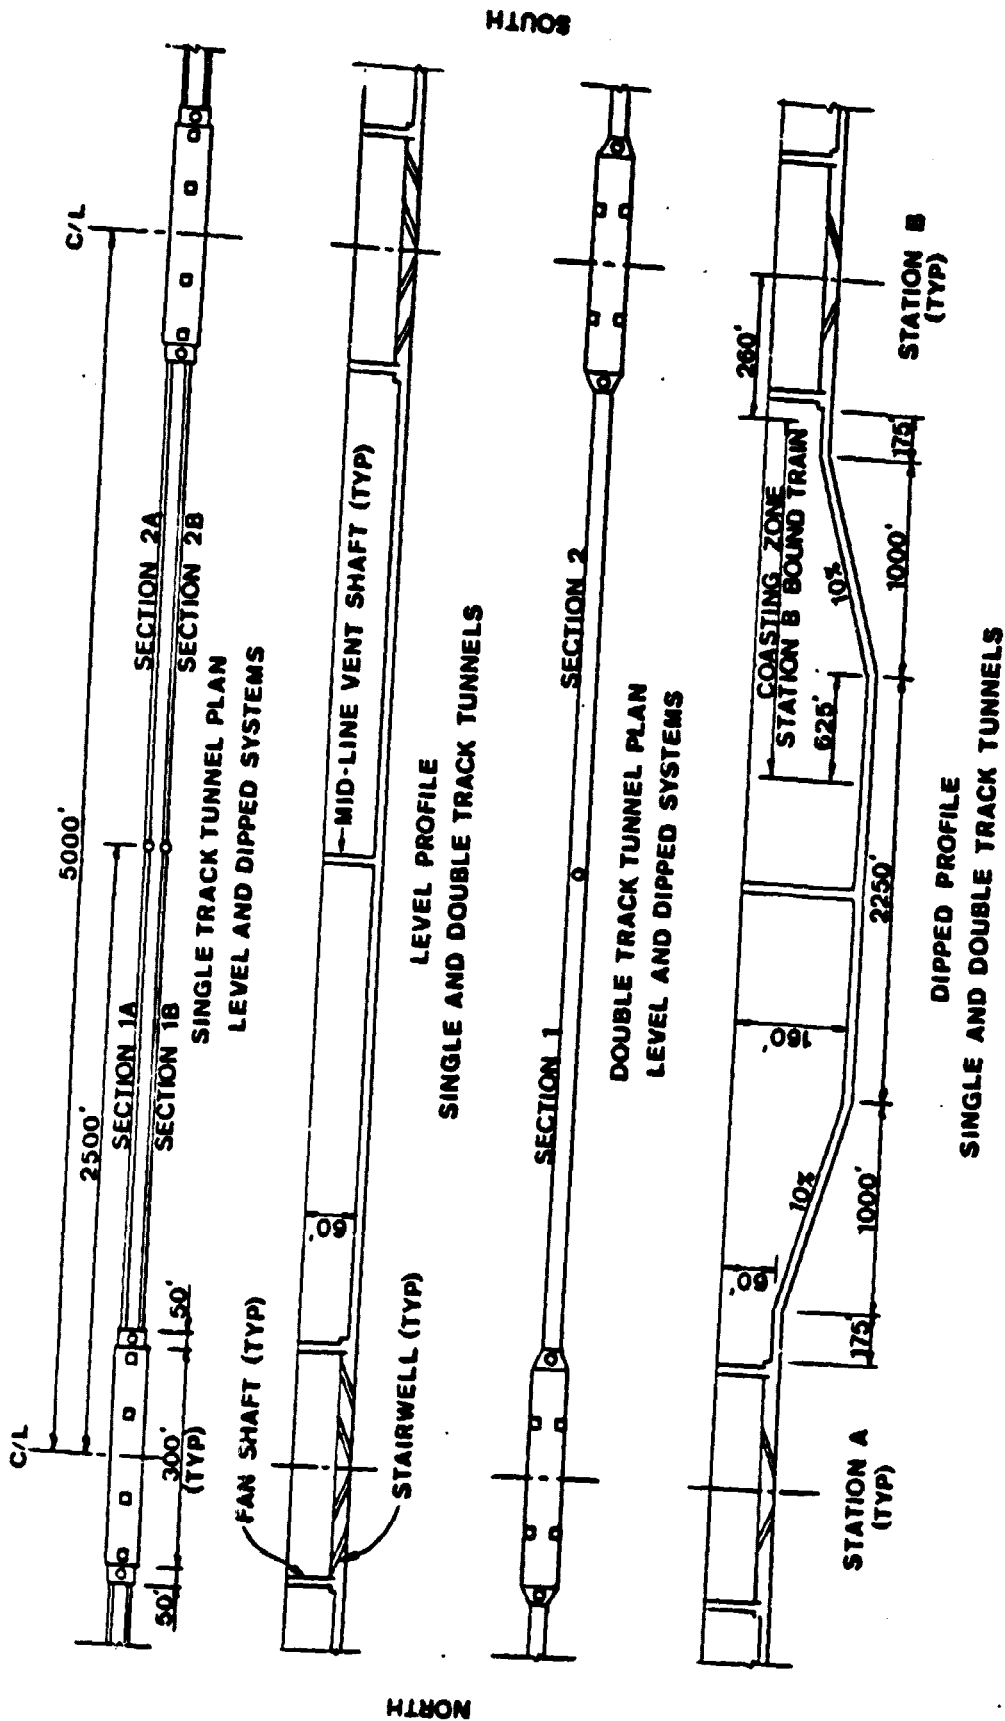 NORTH
SOUTH
C/L
5000'
C/L
2500'
50'
300'
(TYP)
50'
SECTION 1A
SECTION 1B
SECTION 2A
SECTION 2B
SINGLE TRACK TUNNEL PLAN
LEVEL AND DIPPED SYSTEMS
FAN SHAFT (TYP)
STAIRWELL (TYP)
60'
MID-LINE VENT SHAFT (TYP)
LEVEL PROFILE
SINGLE AND DOUBLE TRACK TUNNELS
SECTION 1
SECTION 2
DOUBLE TRACK TUNNEL PLAN
LEVEL AND DIPPED SYSTEMS
60'
160'
260'
COASTING ZONE
STATION B BOUND TRAIN
625'
10%
10%
175'
1000'
2250'
1000'
175'
STATION A
(TYP)
STATION B
(TYP)
DIPPED PROFILE
SINGLE AND DOUBLE TRACK TUNNELS